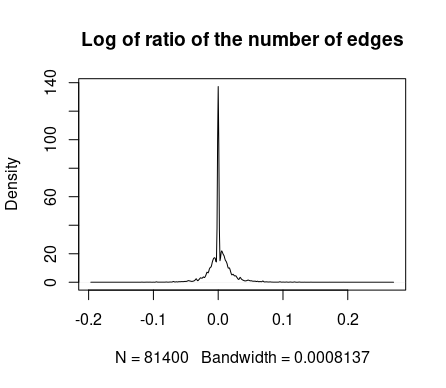 Log of ratio of the number of edges
Density
140
100
60
20
0
-0.2 -0.1 0.0 0.1 0.2
N = 81400 Bandwidth = 0.0008137